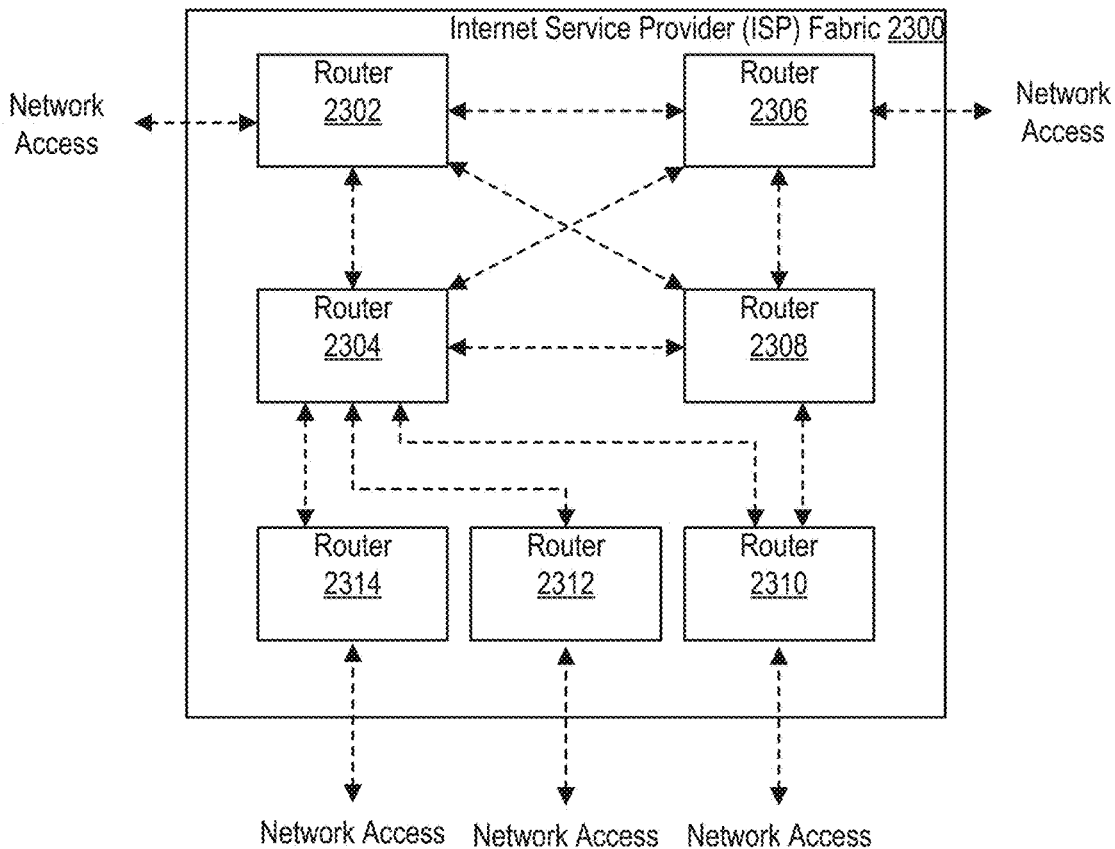 Internet Service Provider (ISP) Fabric 2300
Router
2302
Router
2306
Network
Access
Network
Access
Router
2304
Router
2308
Router
2314
Router
2312
Router
2310
Network Access
Network Access
Network Access